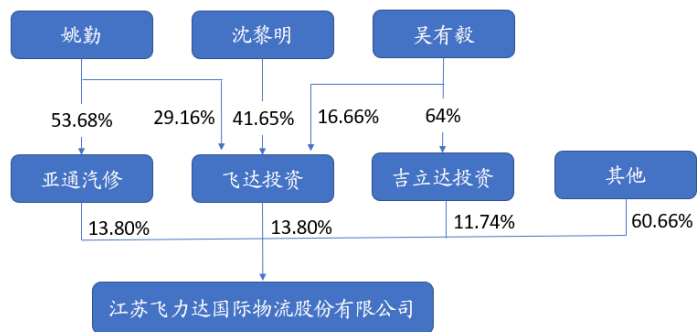 姚勤
沈黎明
吴有毅
53.68%
29.16%
41.65%
16.66%
64%
亚通汽修
飞达投资
吉立达投资
其他
13.80%
13.80%
11.74%
60.66%
江苏飞力达国际物流股份有限公司